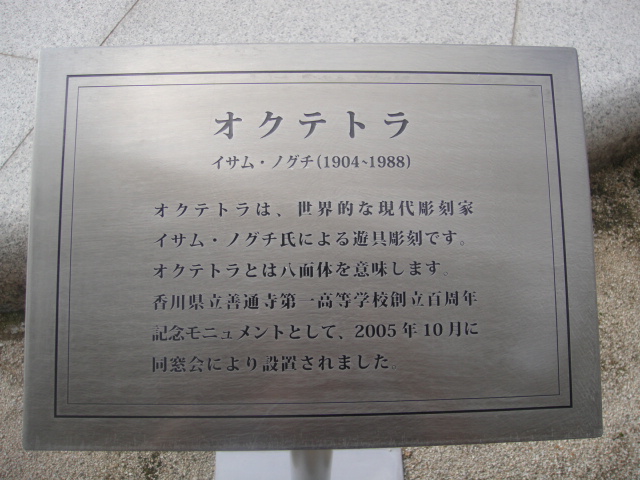 オクテトラ
イサム・ノグチ(1904~1988)
オクテトラは、世界的な現代彫刻家
イサム・ノグチ氏による遊具彫刻です。
オクテトラとは八面体を意味します。
香川県立善通寺第一高等学校創立百周年
記念モニュメントとして、2005年10月に
同窓会により設置されました。